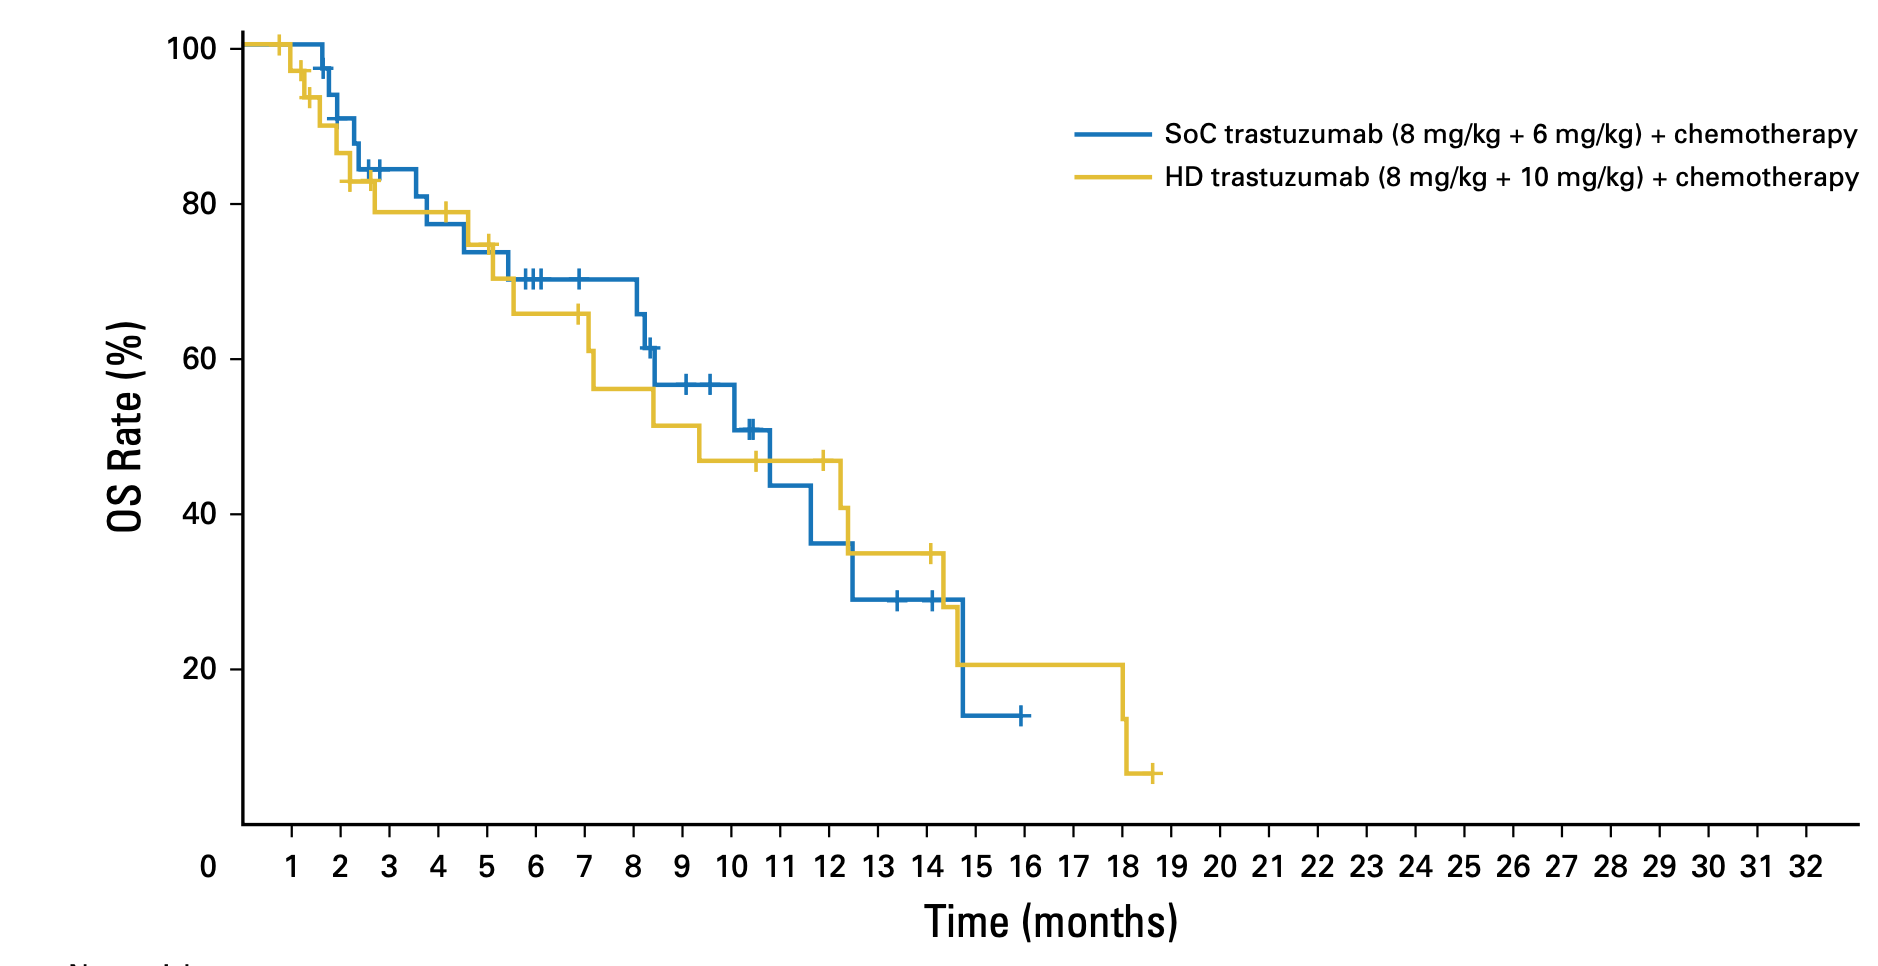 100
80
60
40
20
0
OS Rate (%)
SoC trastuzumab (8 mg/kg + 6 mg/kg) + chemotherapy
HD trastuzumab (8 mg/kg + 10 mg/kg) + chemotherapy
1 2 3 4 5 6 7 8 9 10 11 12 13 14 15 16 17 18 19 20 21 22 23 24 25 26 27 28 29 30 31 32
Time (months)